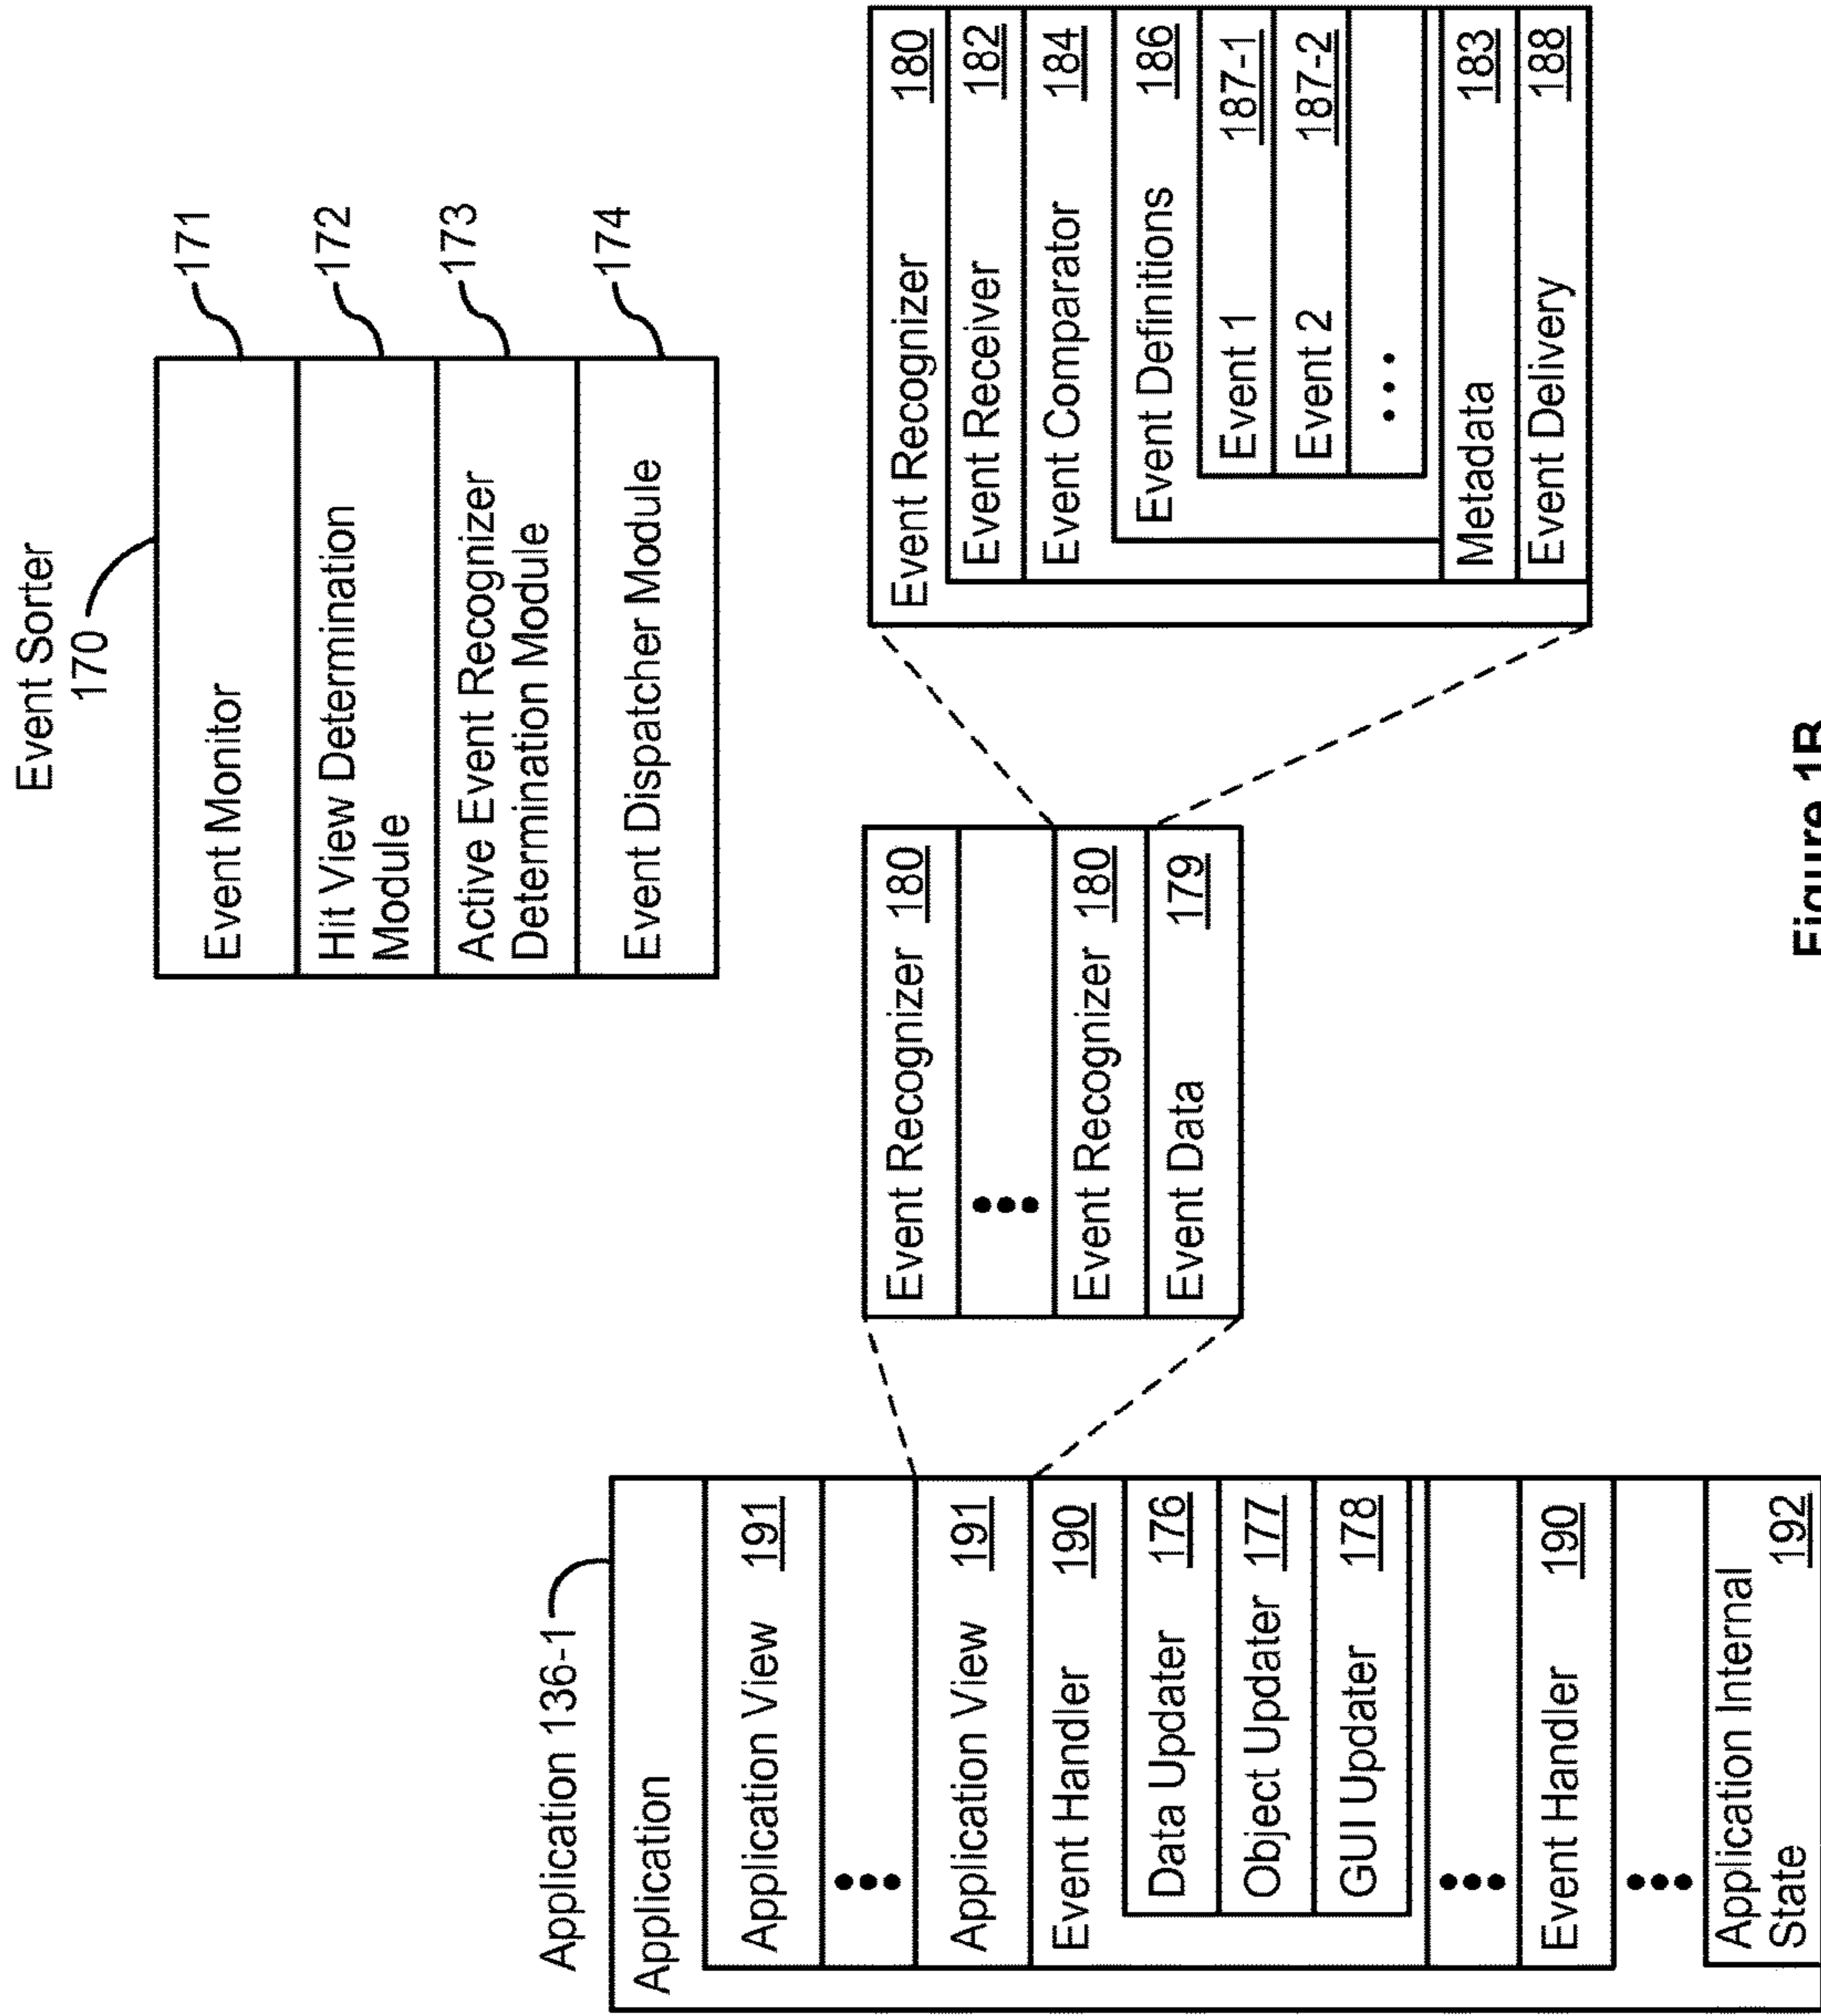 Event Sorter
170
Event Monitor
171
Hit View Determination
Module
172
Active Event Recognizer
Determination Module
173
Event Dispatcher Module
174
Application 136-1
Application
Application View 191
Application View 191
Event Handler 190
Data Updater 176
Object Updater 177
GUI Updater 178
Event Handler 190
Application Internal
State 192
Event Recognizer 180
Event Recognizer 180
Event Data 179
Event Recognizer 180
Event Receiver 182
Event Comparator 184
Event Definitions 186
Event 1 187-1
Event 2 187-2
Metadata 183
Event Delivery 188
Figure 1B